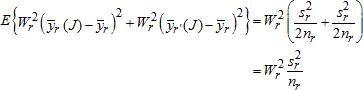 E{W_r^2(ȳ_r(J) − ȳ_r)^2 + W_r^2(ȳ_r'(J) − ȳ_r)^2} = W_r^2(s_r^2/2n_r + s_r^2/2n_r)
= W_r^2 s_r^2/n_r